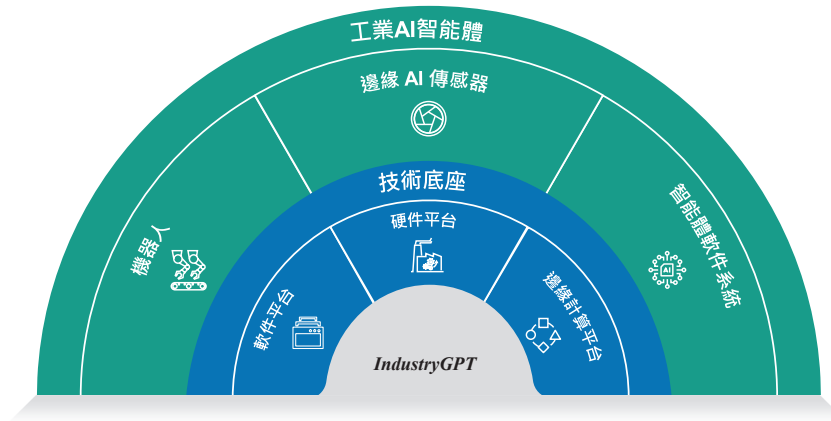 工業AI智能體
邊緣 AI 傳感器
機器人
智能體軟件系統
技術底座
硬件平台
軟件平台
邊緣計算平台
AI
IndustryGPT